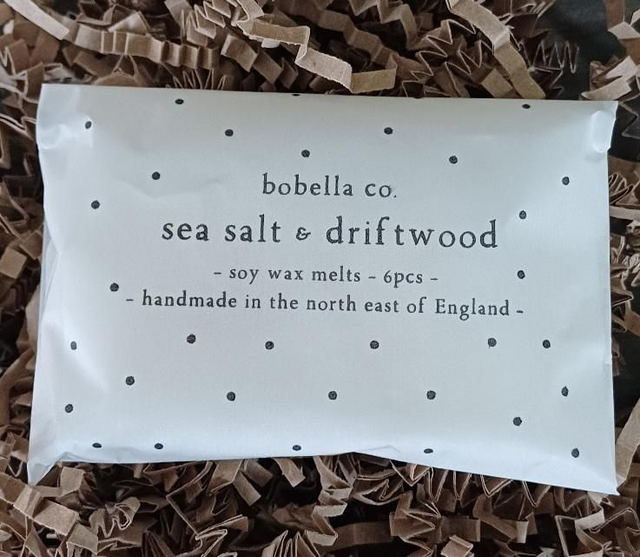 bobella co.
sea salt & driftwood
- soy wax melts - 6pcs -
- handmade in the north east of England -